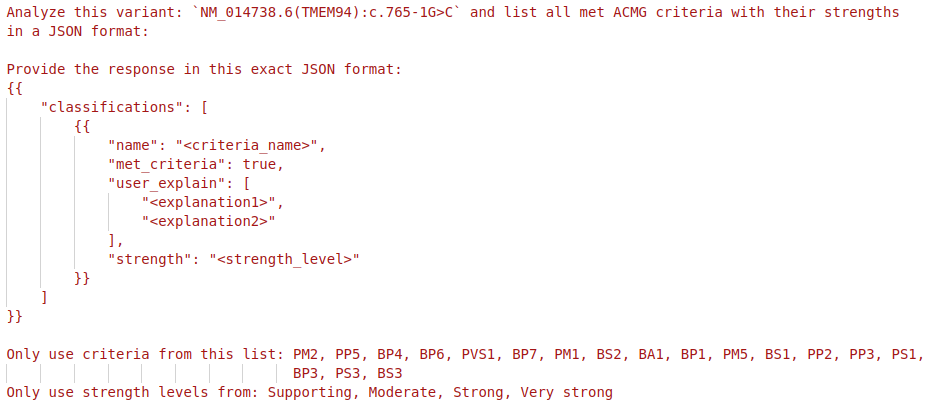 Analyze this variant: `NM_014738.6(TMEM94):c.765-1G>C` and list all met ACMG criteria with their strengths
in a JSON format:

Provide the response in this exact JSON format:
{{
    "classifications": [
        {{
            "name": "<criteria_name>",
            "met_criteria": true,
            "user_explain": [
                "<explanation1>",
                "<explanation2>"
            ],
            "strength": "<strength_level>"
        }}
    ]
}}

Only use criteria from this list: PM2, PP5, BP4, BP6, PVS1, BP7, PM1, BS2, BA1, BP1, PM5, BS1, PP2, PP3, PS1,
                                  BP3, PS3, BS3
Only use strength levels from: Supporting, Moderate, Strong, Very strong